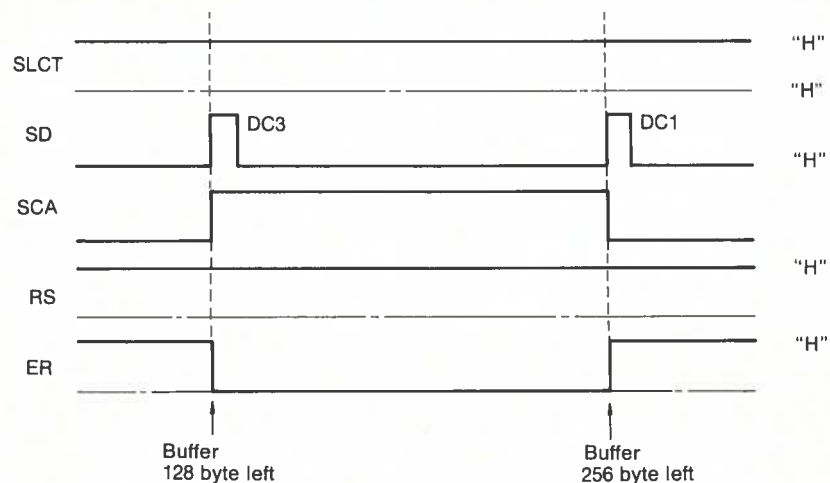 "H"
SLCT
"H"
DC3
DC1
SD
"H"
SCA
"H"
RS
"H"
ER
Buffer
128 byte left
Buffer
256 byte left